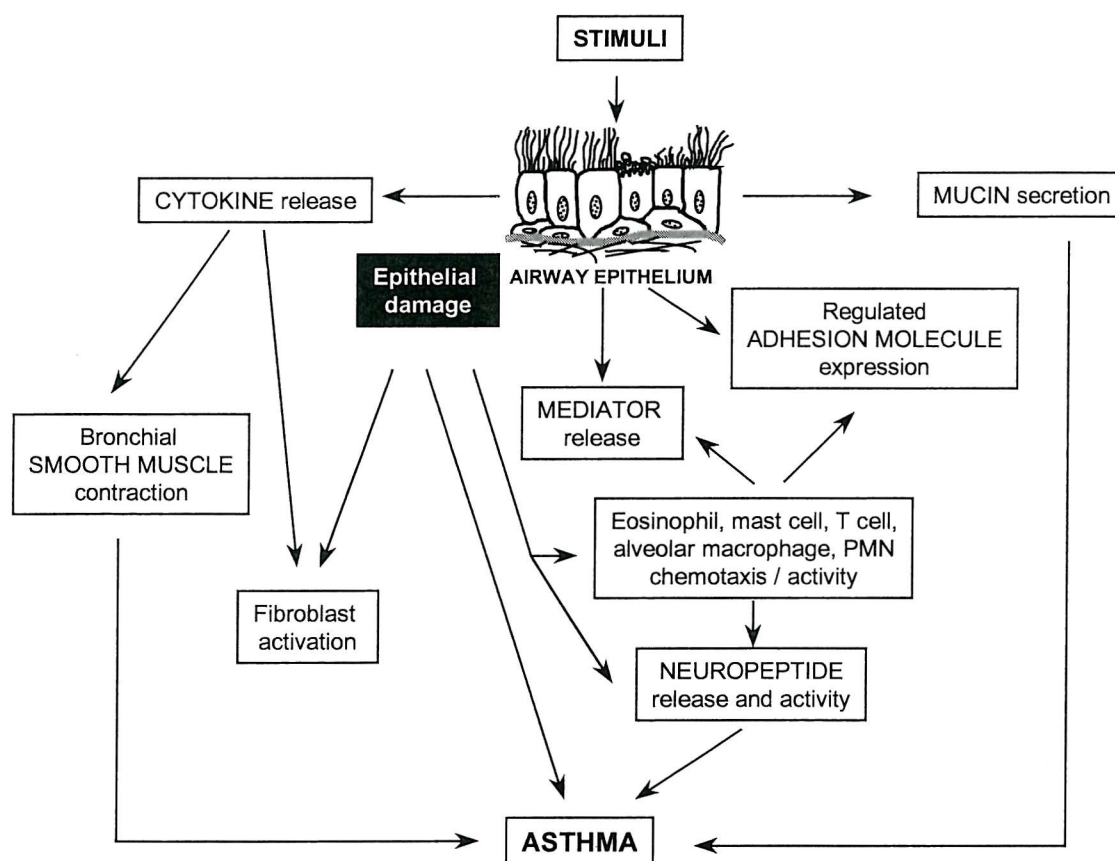 STIMULI
CYTOKINE release
MUCIN secretion
Epithelial
damage
AIRWAY EPITHELIUM
Regulated
ADHESION MOLECULE
expression
MEDIATOR
release
Bronchial
SMOOTH MUSCLE
contraction
Eosinophil, mast cell, T cell,
alveolar macrophage, PMN
chemotaxis / activity
Fibroblast
activation
NEUROPEPTIDE
release and activity
ASTHMA